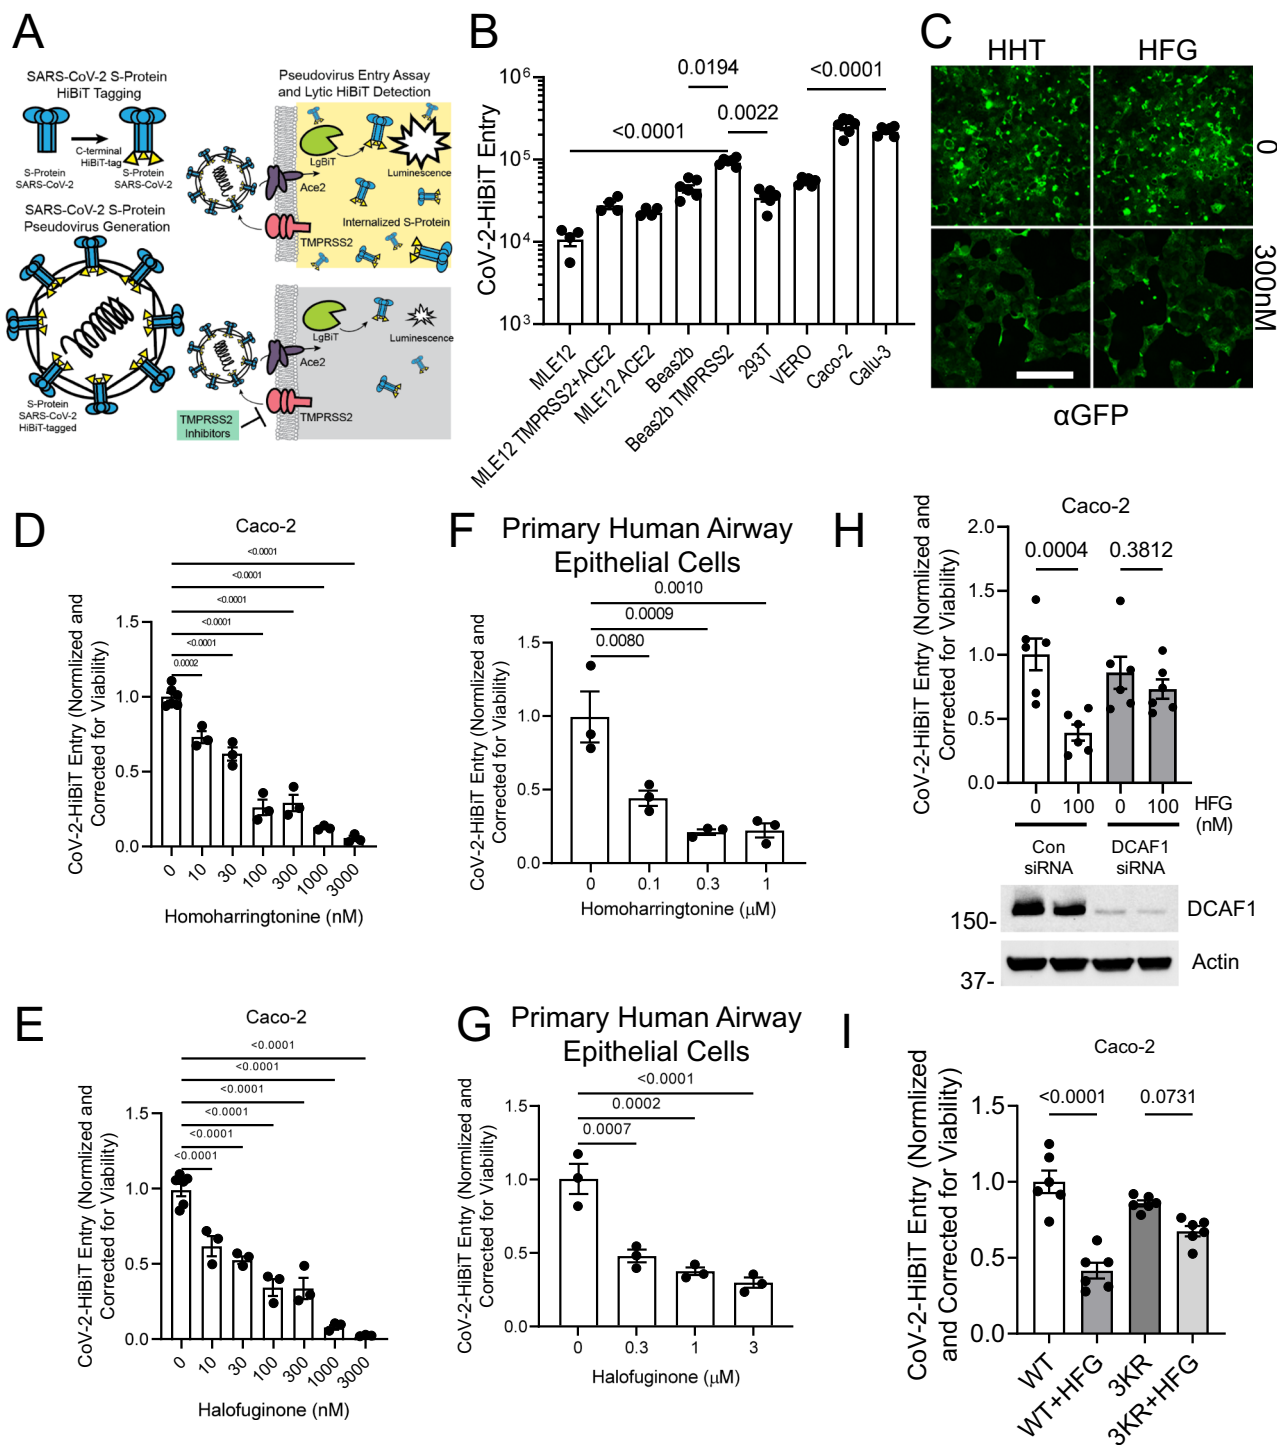 A
SARS-CoV-2 S-Protein
HiBiT Tagging
C-terminal
HiBiT-tag
S-Protein
SARS-CoV-2
S-Protein
SARS-CoV-2
SARS-CoV-2 S-Protein
Pseudovirus Generation
S-Protein
SARS-CoV-2
HiBiT-tagged
Pseudovirus Entry Assay
and Lytic HiBiT Detection
LgBiT
Luminescence
Ace2
Internalized S-Protein
TMPRSS2
LgBiT
Luminescence
Ace2
TMPRSS2
TMPRSS2
Inhibitors
B
CoV-2-HiBiT Entry
10⁶
10⁵
10⁴
10³
<0.0001
0.0194
0.0022
<0.0001
MLE12
MLE12 TMPRSS2+ACE2
MLE12 ACE2
Beas2b
Beas2b TMPRSS2
293T
VERO
Caco-2
Calu-3
C
HHT
HFG
0
300nM
αGFP
D
Caco-2
<0.0001
<0.0001
<0.0001
<0.0001
<0.0001
0.0002
CoV-2-HiBiT Entry (Normlized and
Corrected for Viability)
1.5
1.0
0.5
0.0
0
10
30
100
300
1000
3000
Homoharringtonine (nM)
E
Caco-2
<0.0001
<0.0001
<0.0001
<0.0001
<0.0001
<0.0001
CoV-2-HiBiT Entry (Normlized and
Corrected for Viability)
1.5
1.0
0.5
0.0
0
10
30
100
300
1000
3000
Halofuginone (nM)
F
Primary Human Airway
Epithelial Cells
0.0010
0.0009
0.0080
CoV-2-HiBiT Entry (Normlized and
Corrected for Viability)
1.5
1.0
0.5
0.0
0
0.1
0.3
1
Homoharringtonine (μM)
G
Primary Human Airway
Epithelial Cells
<0.0001
0.0002
0.0007
CoV-2-HiBiT Entry (Normlized and
Corrected for Viability)
1.5
1.0
0.5
0.0
0
0.3
1
3
Halofuginone (μM)
H
Caco-2
0.0004
0.3812
CoV-2-HiBiT Entry (Normlized and
Corrected for Viability)
2.0
1.5
1.0
0.5
0.0
0
100
0
100
HFG
(nM)
Con
siRNA
DCAF1
siRNA
150-
DCAF1
37-
Actin
I
Caco-2
<0.0001
0.0731
CoV-2-HiBiT Entry (Normlized
and Corrected for Viability)
1.5
1.0
0.5
0.0
WT
WT+HFG
3KR
3KR+HFG